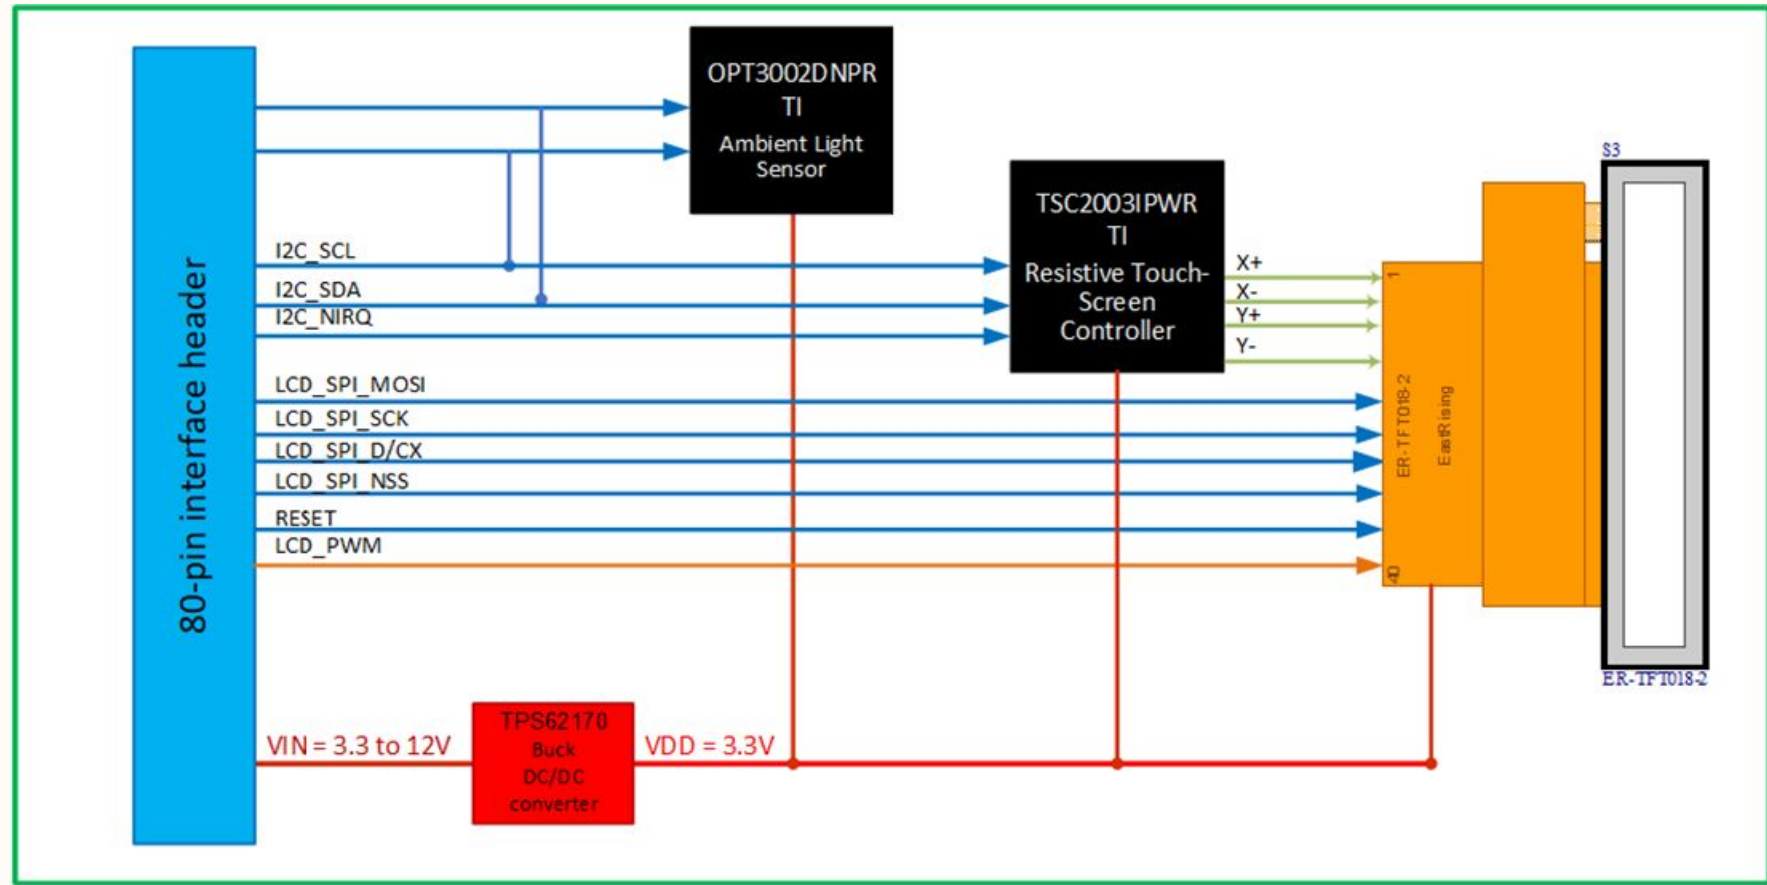 80-pin interface header
OPT3002DNPR
TI
Ambient Light
Sensor
TSC2003IPWR
TI
Resistive Touch-
Screen
Controller
I2C_SCL
I2C_SDA
I2C_NIRQ
X+
X-
Y+
Y-
LCD_SPI_MOSI
LCD_SPI_SCK
LCD_SPI_D/CX
LCD_SPI_NSS
RESET
LCD_PWM
1
ER-TFT018-2
EastRising
40
S3
ER-TFT018-2
VIN = 3.3 to 12V
TPS62170
Buck
DC/DC
converter
VDD = 3.3V